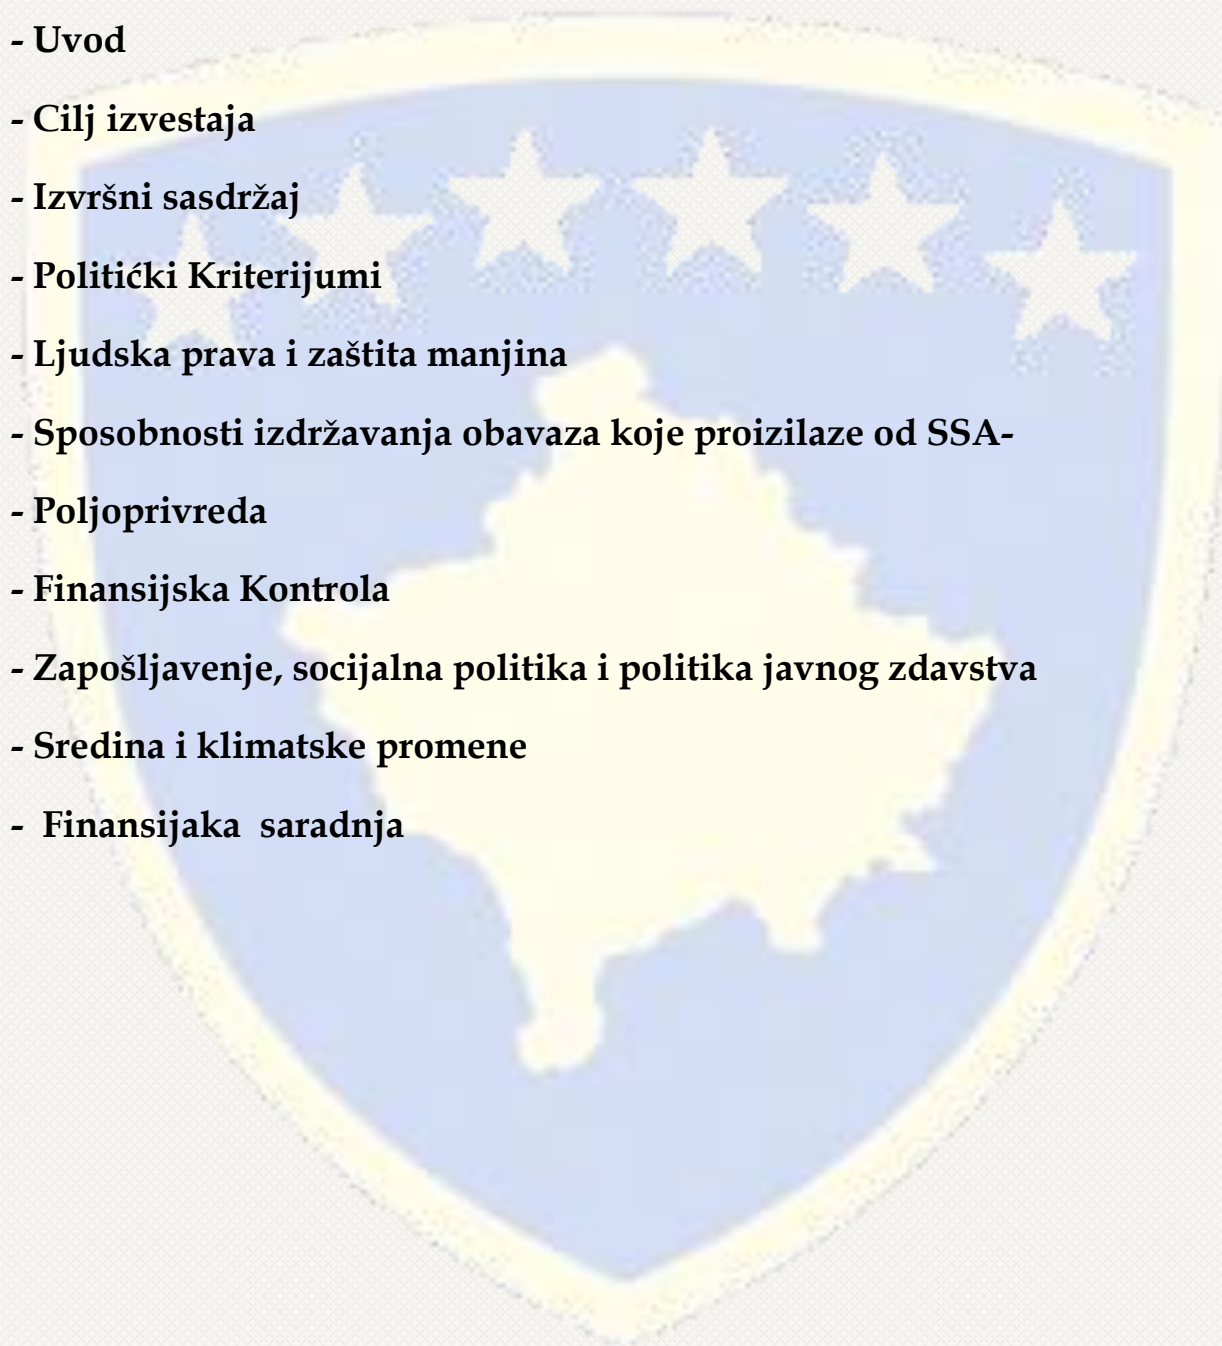 - Uvod
- Cilj izvestaja
- Izvršni sasdržaj
- Politićki Kriterijumi
- Ljudska prava i zaštita manjina
- Sposobnosti izdržavanja obavaza koje proizilaze od SSA-
- Poljoprivreda
- Finansijska Kontrola
- Zapošljavenje, socijalna politika i politika javnog zdavstva
- Sredina i klimatske promene
- Finansijaka saradnja